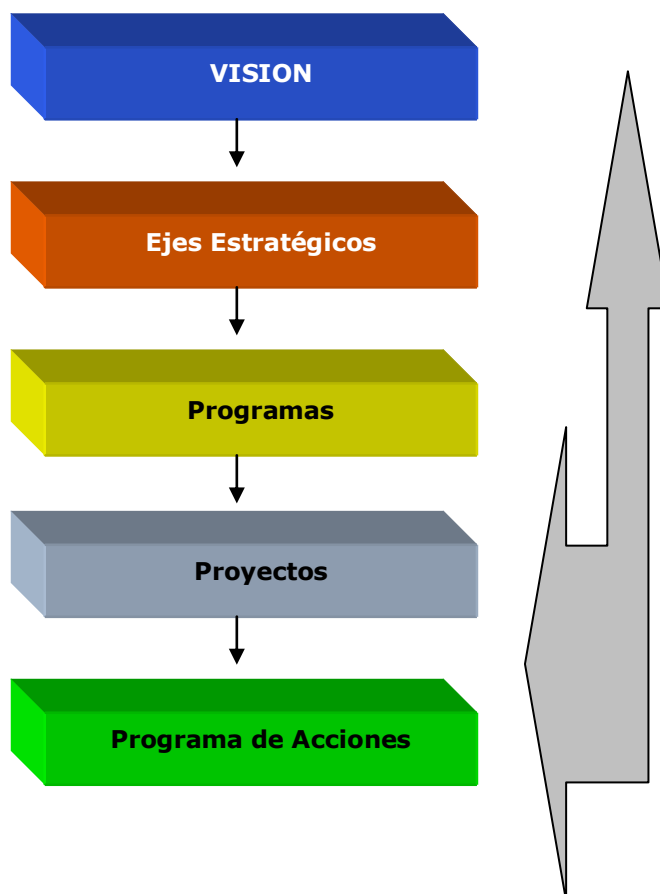 VISION
Ejes Estratégicos
Programas
Proyectos
Programa de Acciones